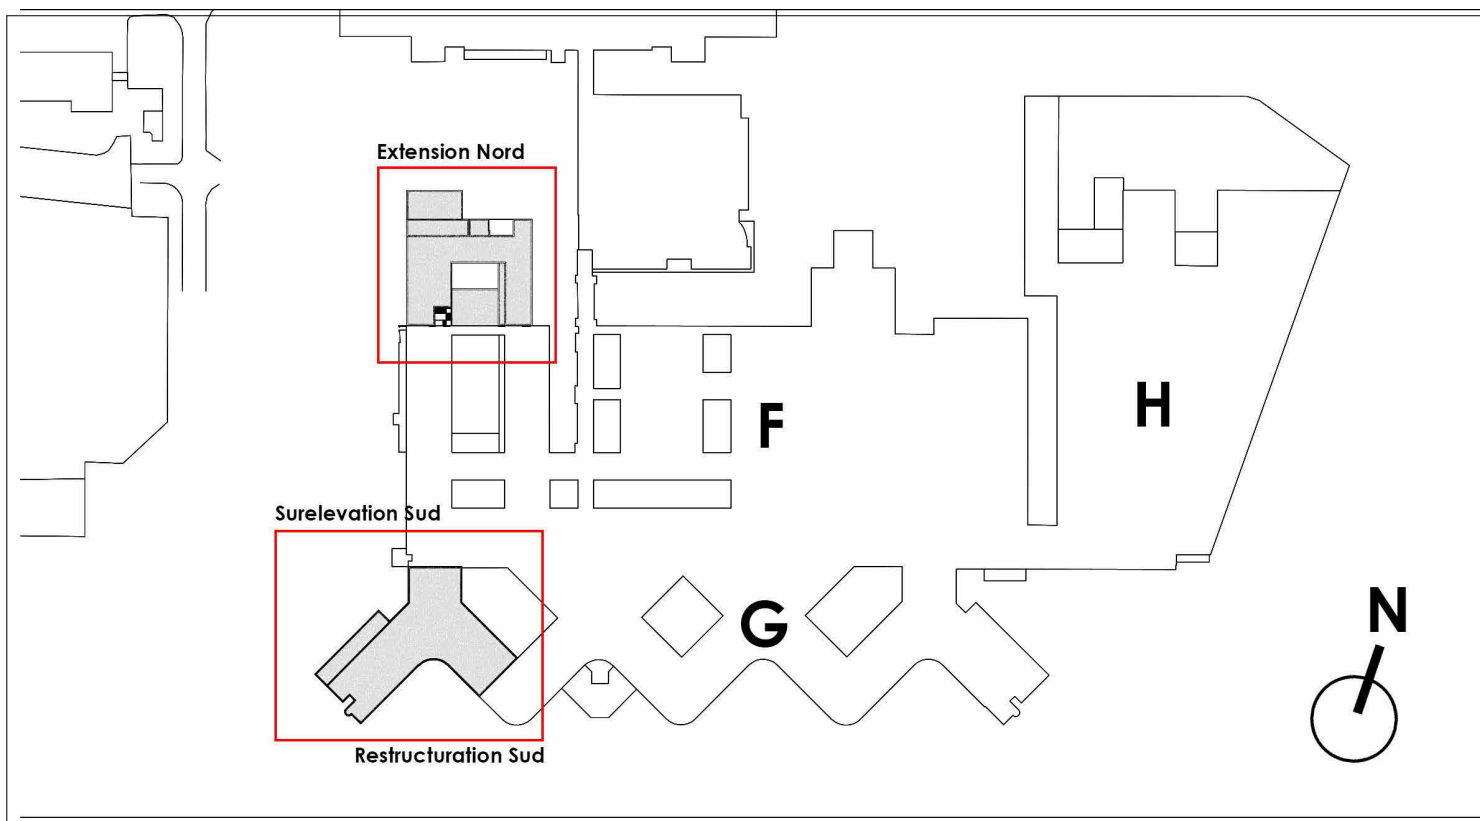 Extension Nord
F
H
Surelevation Sud
G
N
Restructuration Sud